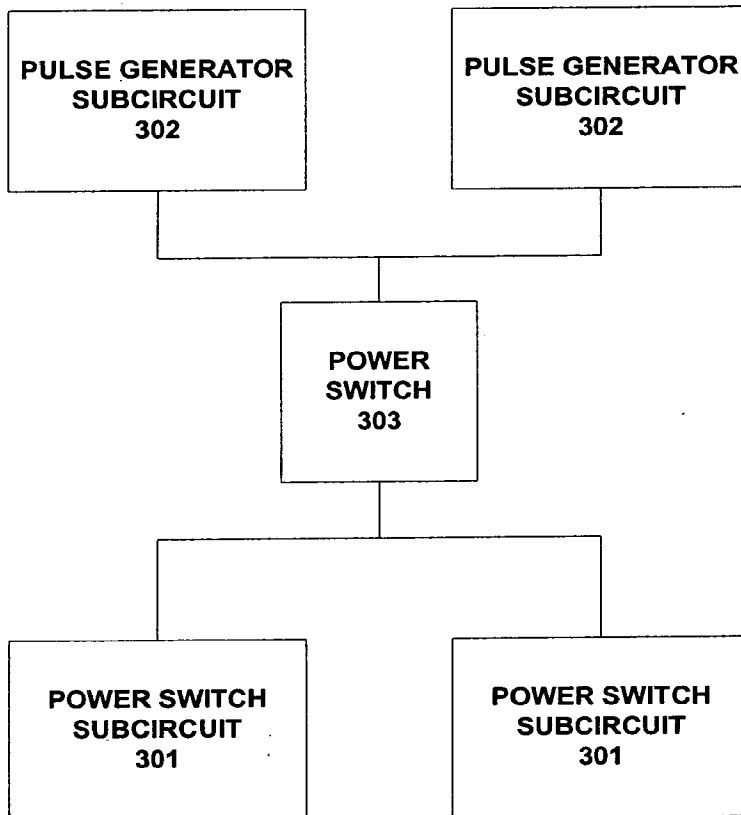 PULSE GENERATOR
SUBCIRCUIT
302
PULSE GENERATOR
SUBCIRCUIT
302
POWER
SWITCH
303
POWER SWITCH
SUBCIRCUIT
301
POWER SWITCH
SUBCIRCUIT
301